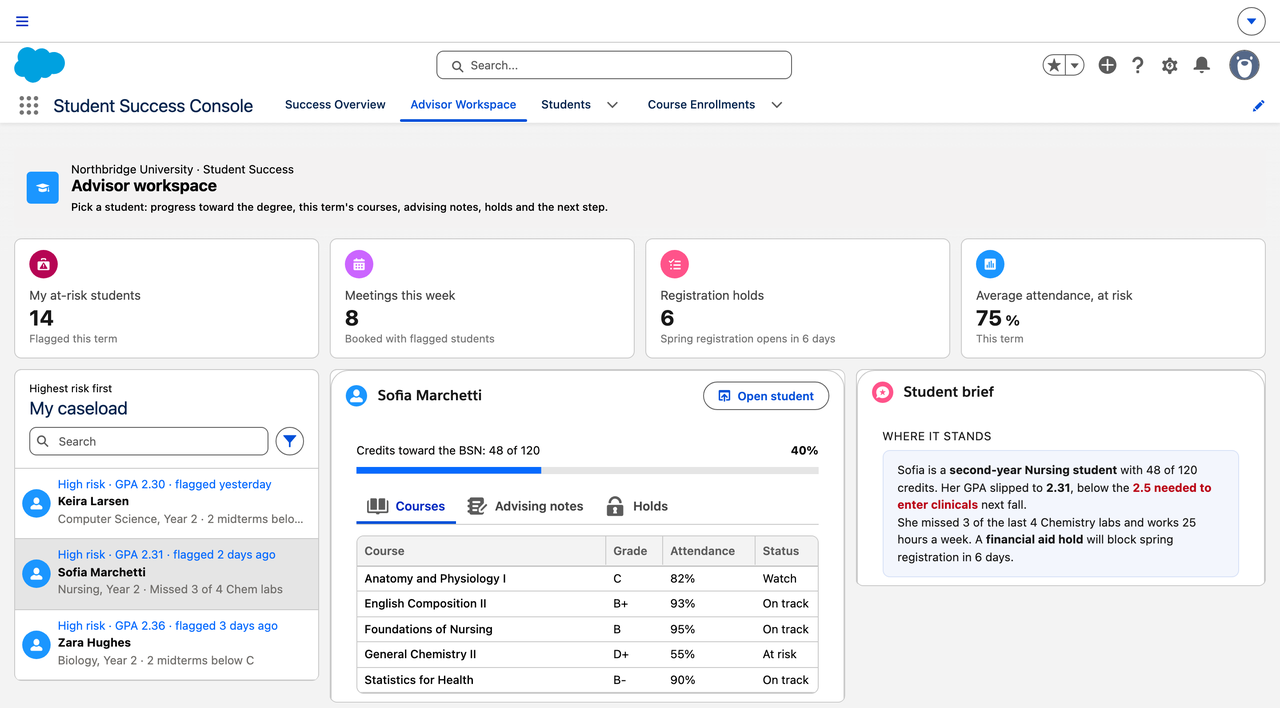 Search...
Student Success Console
Success Overview
Advisor Workspace
Students
Course Enrollments
Northbridge University · Student Success
Advisor workspace
Pick a student: progress toward the degree, this term's courses, advising notes, holds and the next step.
My at-risk students
14
Flagged this term
Meetings this week
8
Booked with flagged students
Registration holds
6
Spring registration opens in 6 days
Average attendance, at risk
75 %
This term
Highest risk first
My caseload
Search
High risk · GPA 2.30 · flagged yesterday
Keira Larsen
Computer Science, Year 2 · 2 midterms belo...
High risk · GPA 2.31 · flagged 2 days ago
Sofia Marchetti
Nursing, Year 2 · Missed 3 of 4 Chem labs
High risk · GPA 2.36 · flagged 3 days ago
Zara Hughes
Biology, Year 2 · 2 midterms below C
Sofia Marchetti
Open student
Credits toward the BSN: 48 of 120
40%
Courses
Advising notes
Holds
Course Grade Attendance Status
Anatomy and Physiology I C 82% Watch
English Composition II B+ 93% On track
Foundations of Nursing B 95% On track
General Chemistry II D+ 55% At risk
Statistics for Health B- 90% On track
Student brief
WHERE IT STANDS
Sofia is a second-year Nursing student with 48 of 120
credits. Her GPA slipped to 2.31, below the 2.5 needed to
enter clinicals next fall.
She missed 3 of the last 4 Chemistry labs and works 25
hours a week. A financial aid hold will block spring
registration in 6 days.